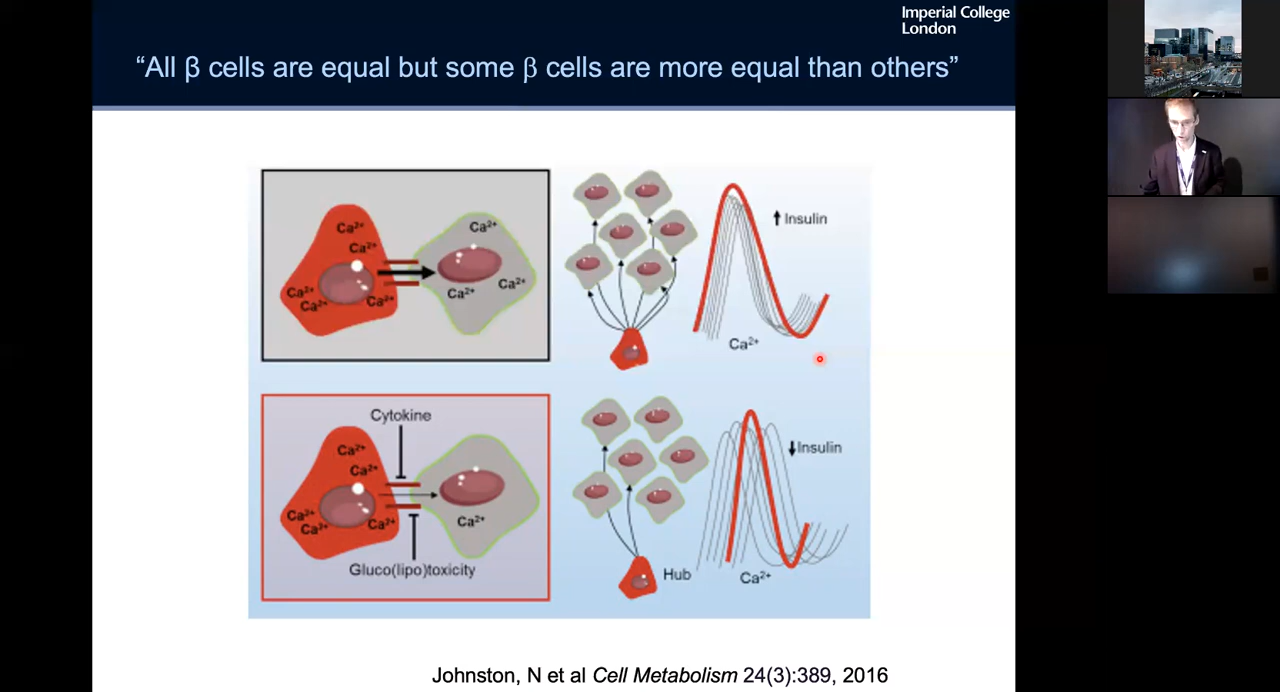 Imperial College
London
“All β cells are equal but some β cells are more equal than others”
Ca²⁺
Ca²⁺
Ca²⁺
Ca²⁺
Ca²⁺
Ca²⁺
Ca²⁺
Ca²⁺
↑ Insulin
Ca²⁺
Cytokine
Ca²⁺
Ca²⁺
Ca²⁺
Ca²⁺
Ca²⁺
Ca²⁺
Gluco(lipo)toxicity
↓Insulin
Hub
Ca²⁺
Johnston, N et al Cell Metabolism 24(3):389, 2016